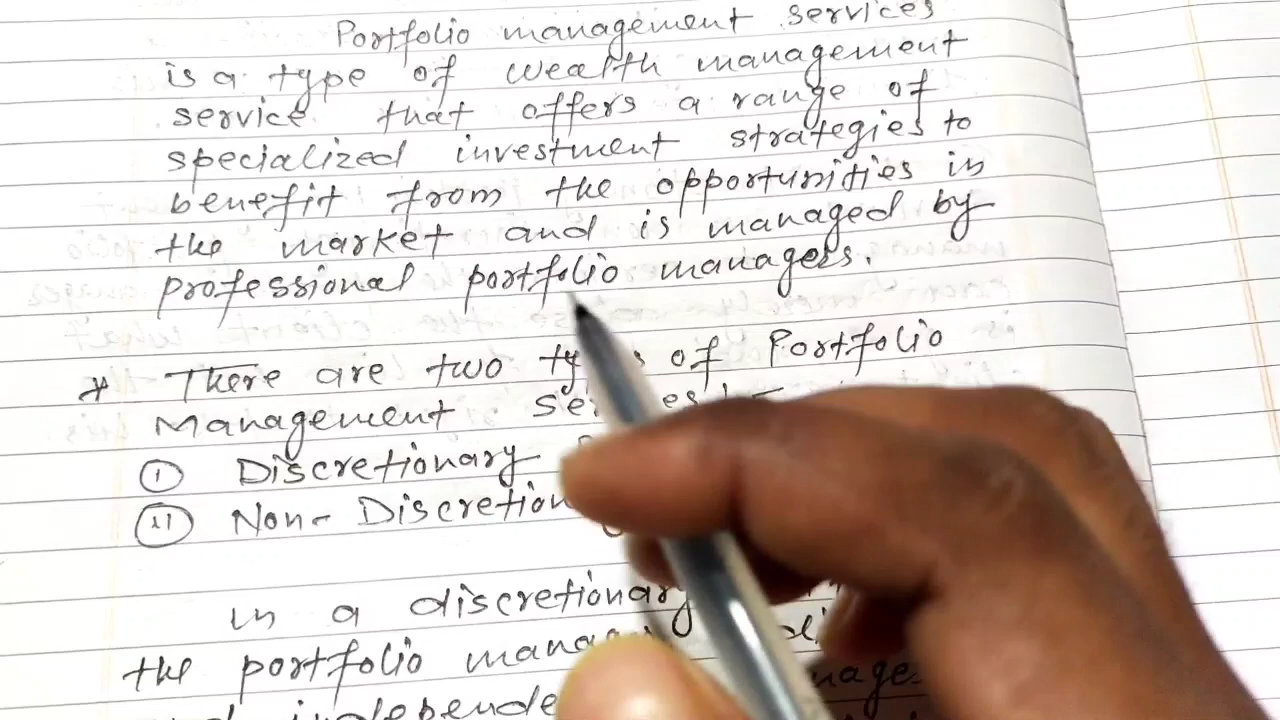 Portfolio management services
is a type of wealth management
service that offers a range of
specialized investment strategies to
benefit from the opportunities in
the market and is managed by
professional portfolio managers.
* There are two of Portfolio
Management
(i) Discretionary
(ii) Non-
in a discretionary
the portfolio